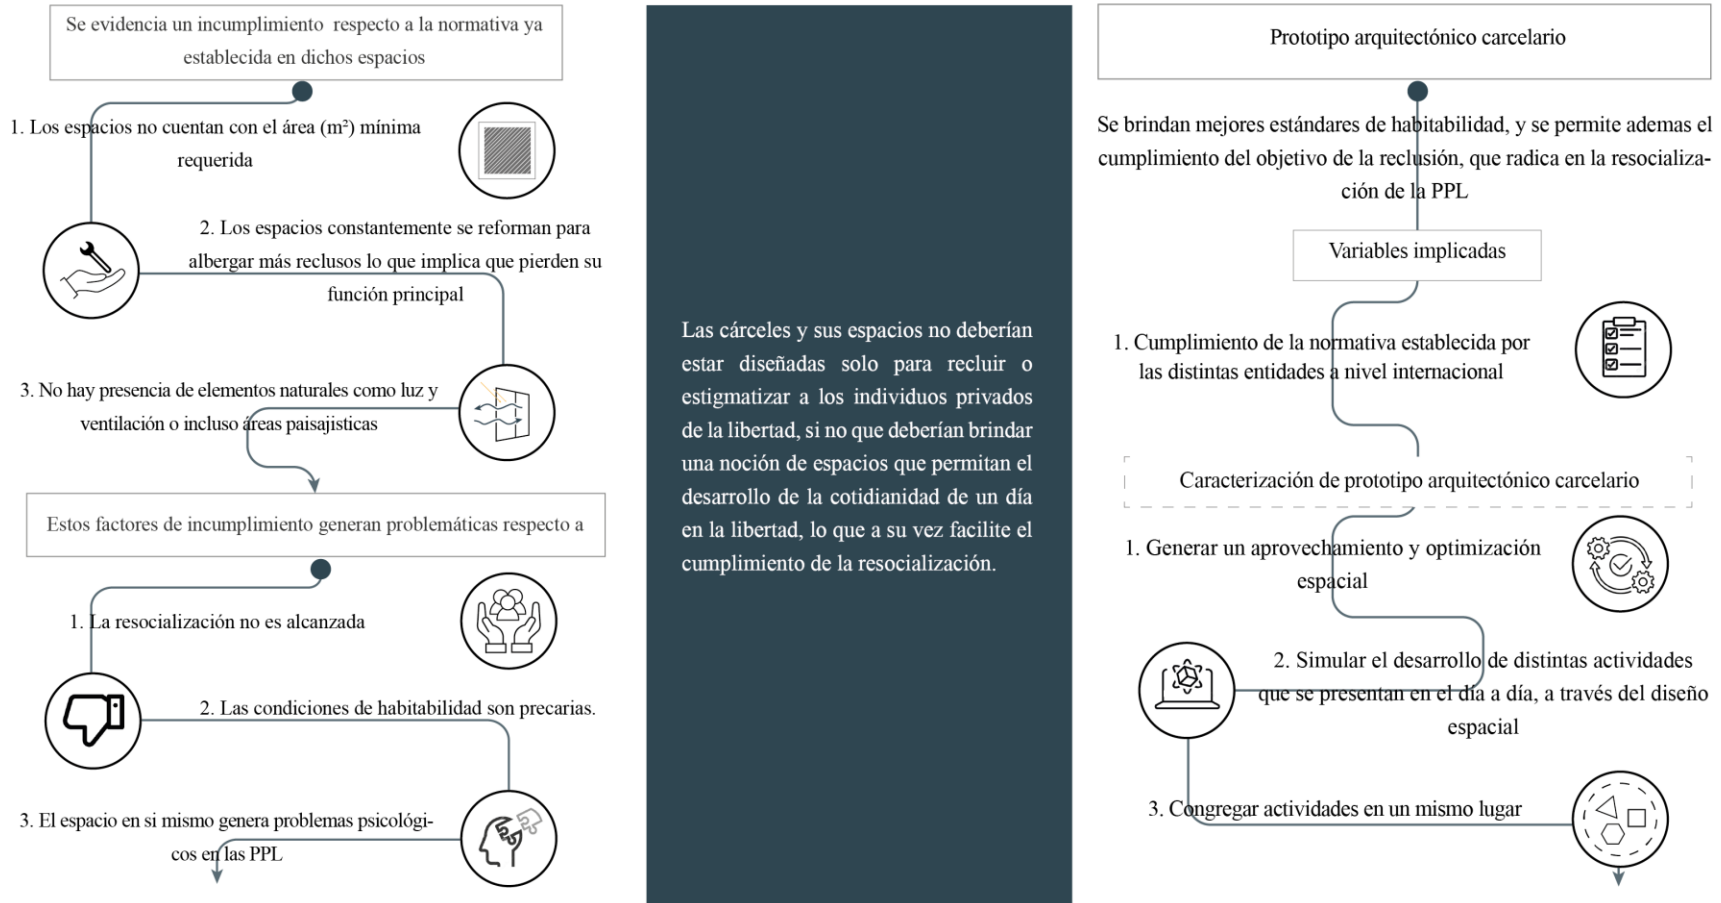 Se evidencia un incumplimiento respecto a la normativa ya
establecida en dichos espacios
1. Los espacios no cuentan con el área (m²) mínima
requerida
2. Los espacios constantemente se reforman para
albergar más reclusos lo que implica que pierden su
función principal
3. No hay presencia de elementos naturales como luz y
ventilación o incluso áreas paisajisticas
Estos factores de incumplimiento generan problemáticas respecto a
1. La resocialización no es alcanzada
2. Las condiciones de habitabilidad son precarias.
3. El espacio en si mismo genera problemas psicológi-
cos en las PPL
Las cárceles y sus espacios no deberían
estar diseñadas solo para recluir o
estigmatizar a los individuos privados
de la libertad, si no que deberían brindar
una noción de espacios que permitan el
desarrollo de la cotidianidad de un día
en la libertad, lo que a su vez facilite el
cumplimiento de la resocialización.
Prototipo arquitectónico carcelario
Se brindan mejores estándares de habitabilidad, y se permite ademas el
cumplimiento del objetivo de la reclusión, que radica en la resocializa-
ción de la PPL
Variables implicadas
1. Cumplimiento de la normativa establecida por
las distintas entidades a nivel internacional
Caracterización de prototipo arquitectónico carcelario
1. Generar un aprovechamiento y optimización
espacial
2. Simular el desarrollo de distintas actividades
que se presentan en el día a día, a través del diseño
espacial
3. Congregar actividades en un mismo lugar